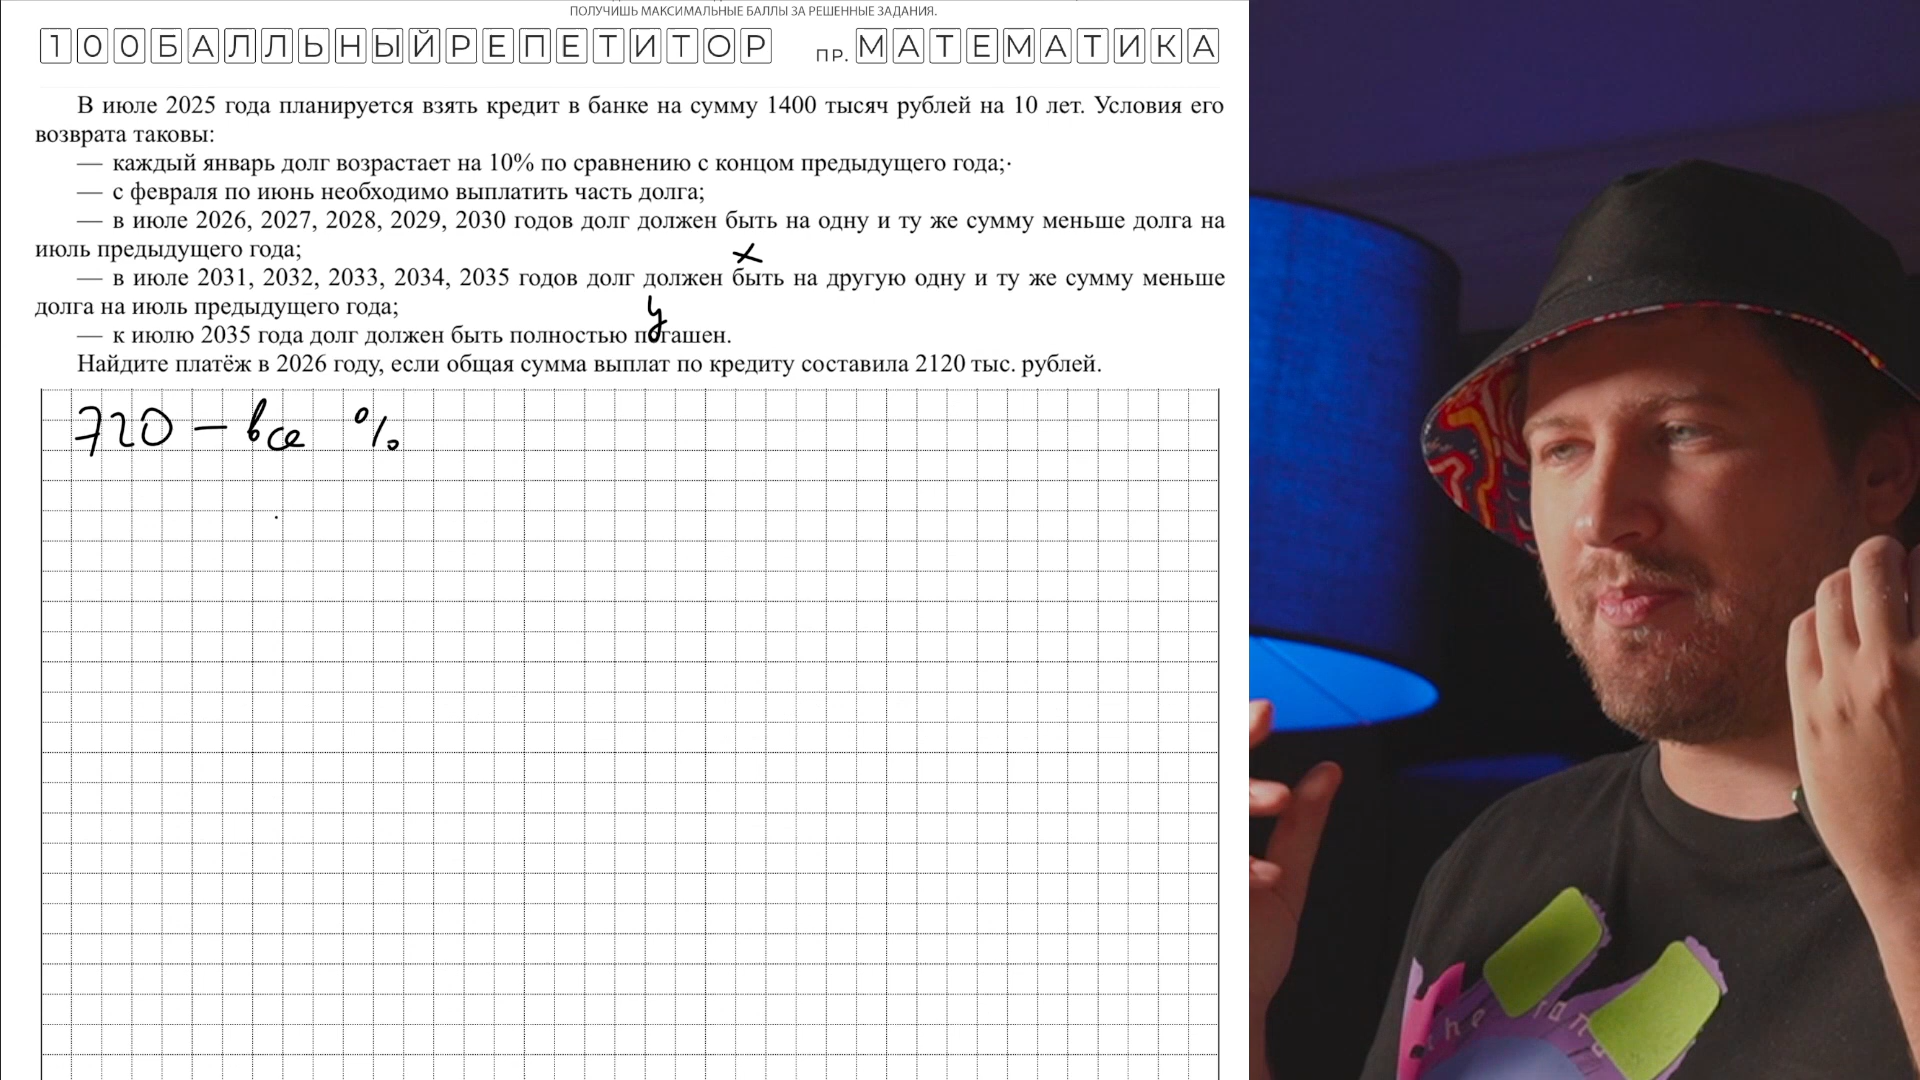 ПОЛУЧИШЬ МАКСИМАЛЬНЫЕ БАЛЛЫ ЗА РЕШЕННЫЕ ЗАДАНИЯ.
100БАЛЛЬНЫЙРЕПЕТИТОР ПР. МАТЕМАТИКА
В июле 2025 года планируется взять кредит в банке на сумму 1400 тысяч рублей на 10 лет. Условия его
возврата таковы:
— каждый январь долг возрастает на 10% по сравнению с концом предыдущего года;
— с февраля по июнь необходимо выплатить часть долга;
— в июле 2026, 2027, 2028, 2029, 2030 годов долг должен быть на одну и ту же сумму меньше долга на
июль предыдущего года;
x
— в июле 2031, 2032, 2033, 2034, 2035 годов долг должен быть на другую одну и ту же сумму меньше
долга на июль предыдущего года;
y
— к июлю 2035 года долг должен быть полностью погашен.
Найдите платёж в 2026 году, если общая сумма выплат по кредиту составила 2120 тыс. рублей.
720 – все %